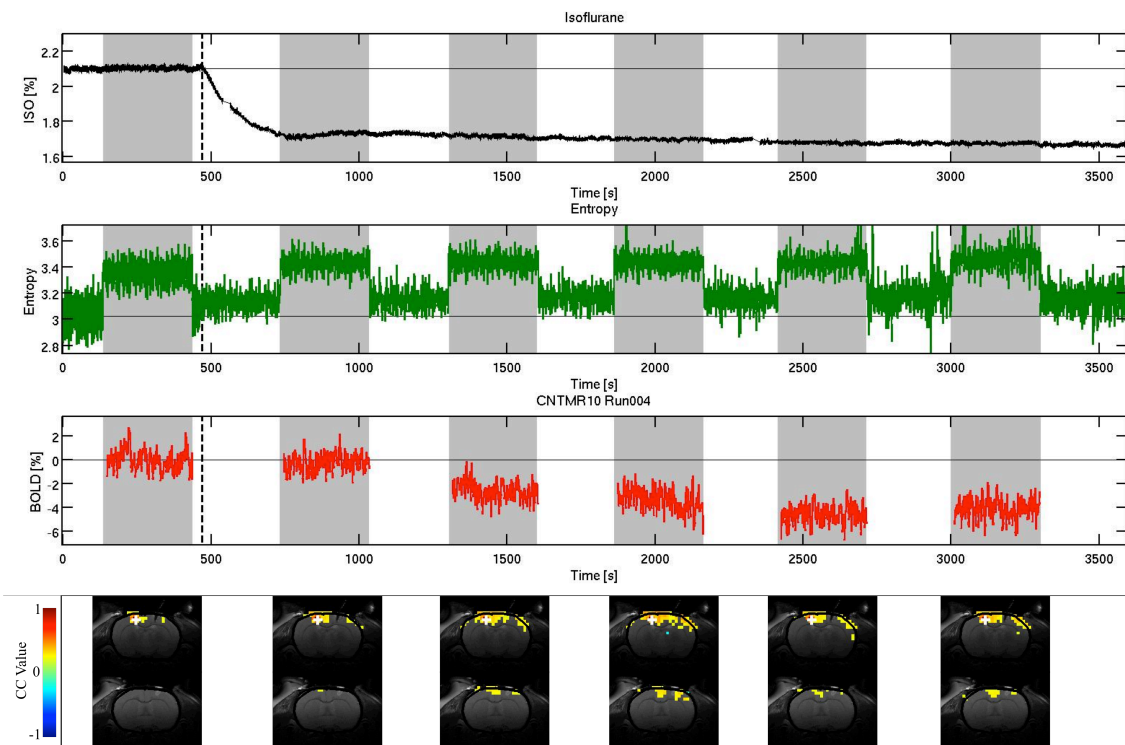 Isoflurane
ISO [%]
2.2
2
1.8
1.6
0 500 1000 1500 2000 2500 3000 3500
Time [s]
Entropy
Entropy
3.6
3.4
3.2
3
2.8
0 500 1000 1500 2000 2500 3000 3500
Time [s]
CNTMR10 Run004
BOLD [%]
2
0
-2
-4
-6
0 500 1000 1500 2000 2500 3000 3500
Time [s]
CC Value
1
0
-1